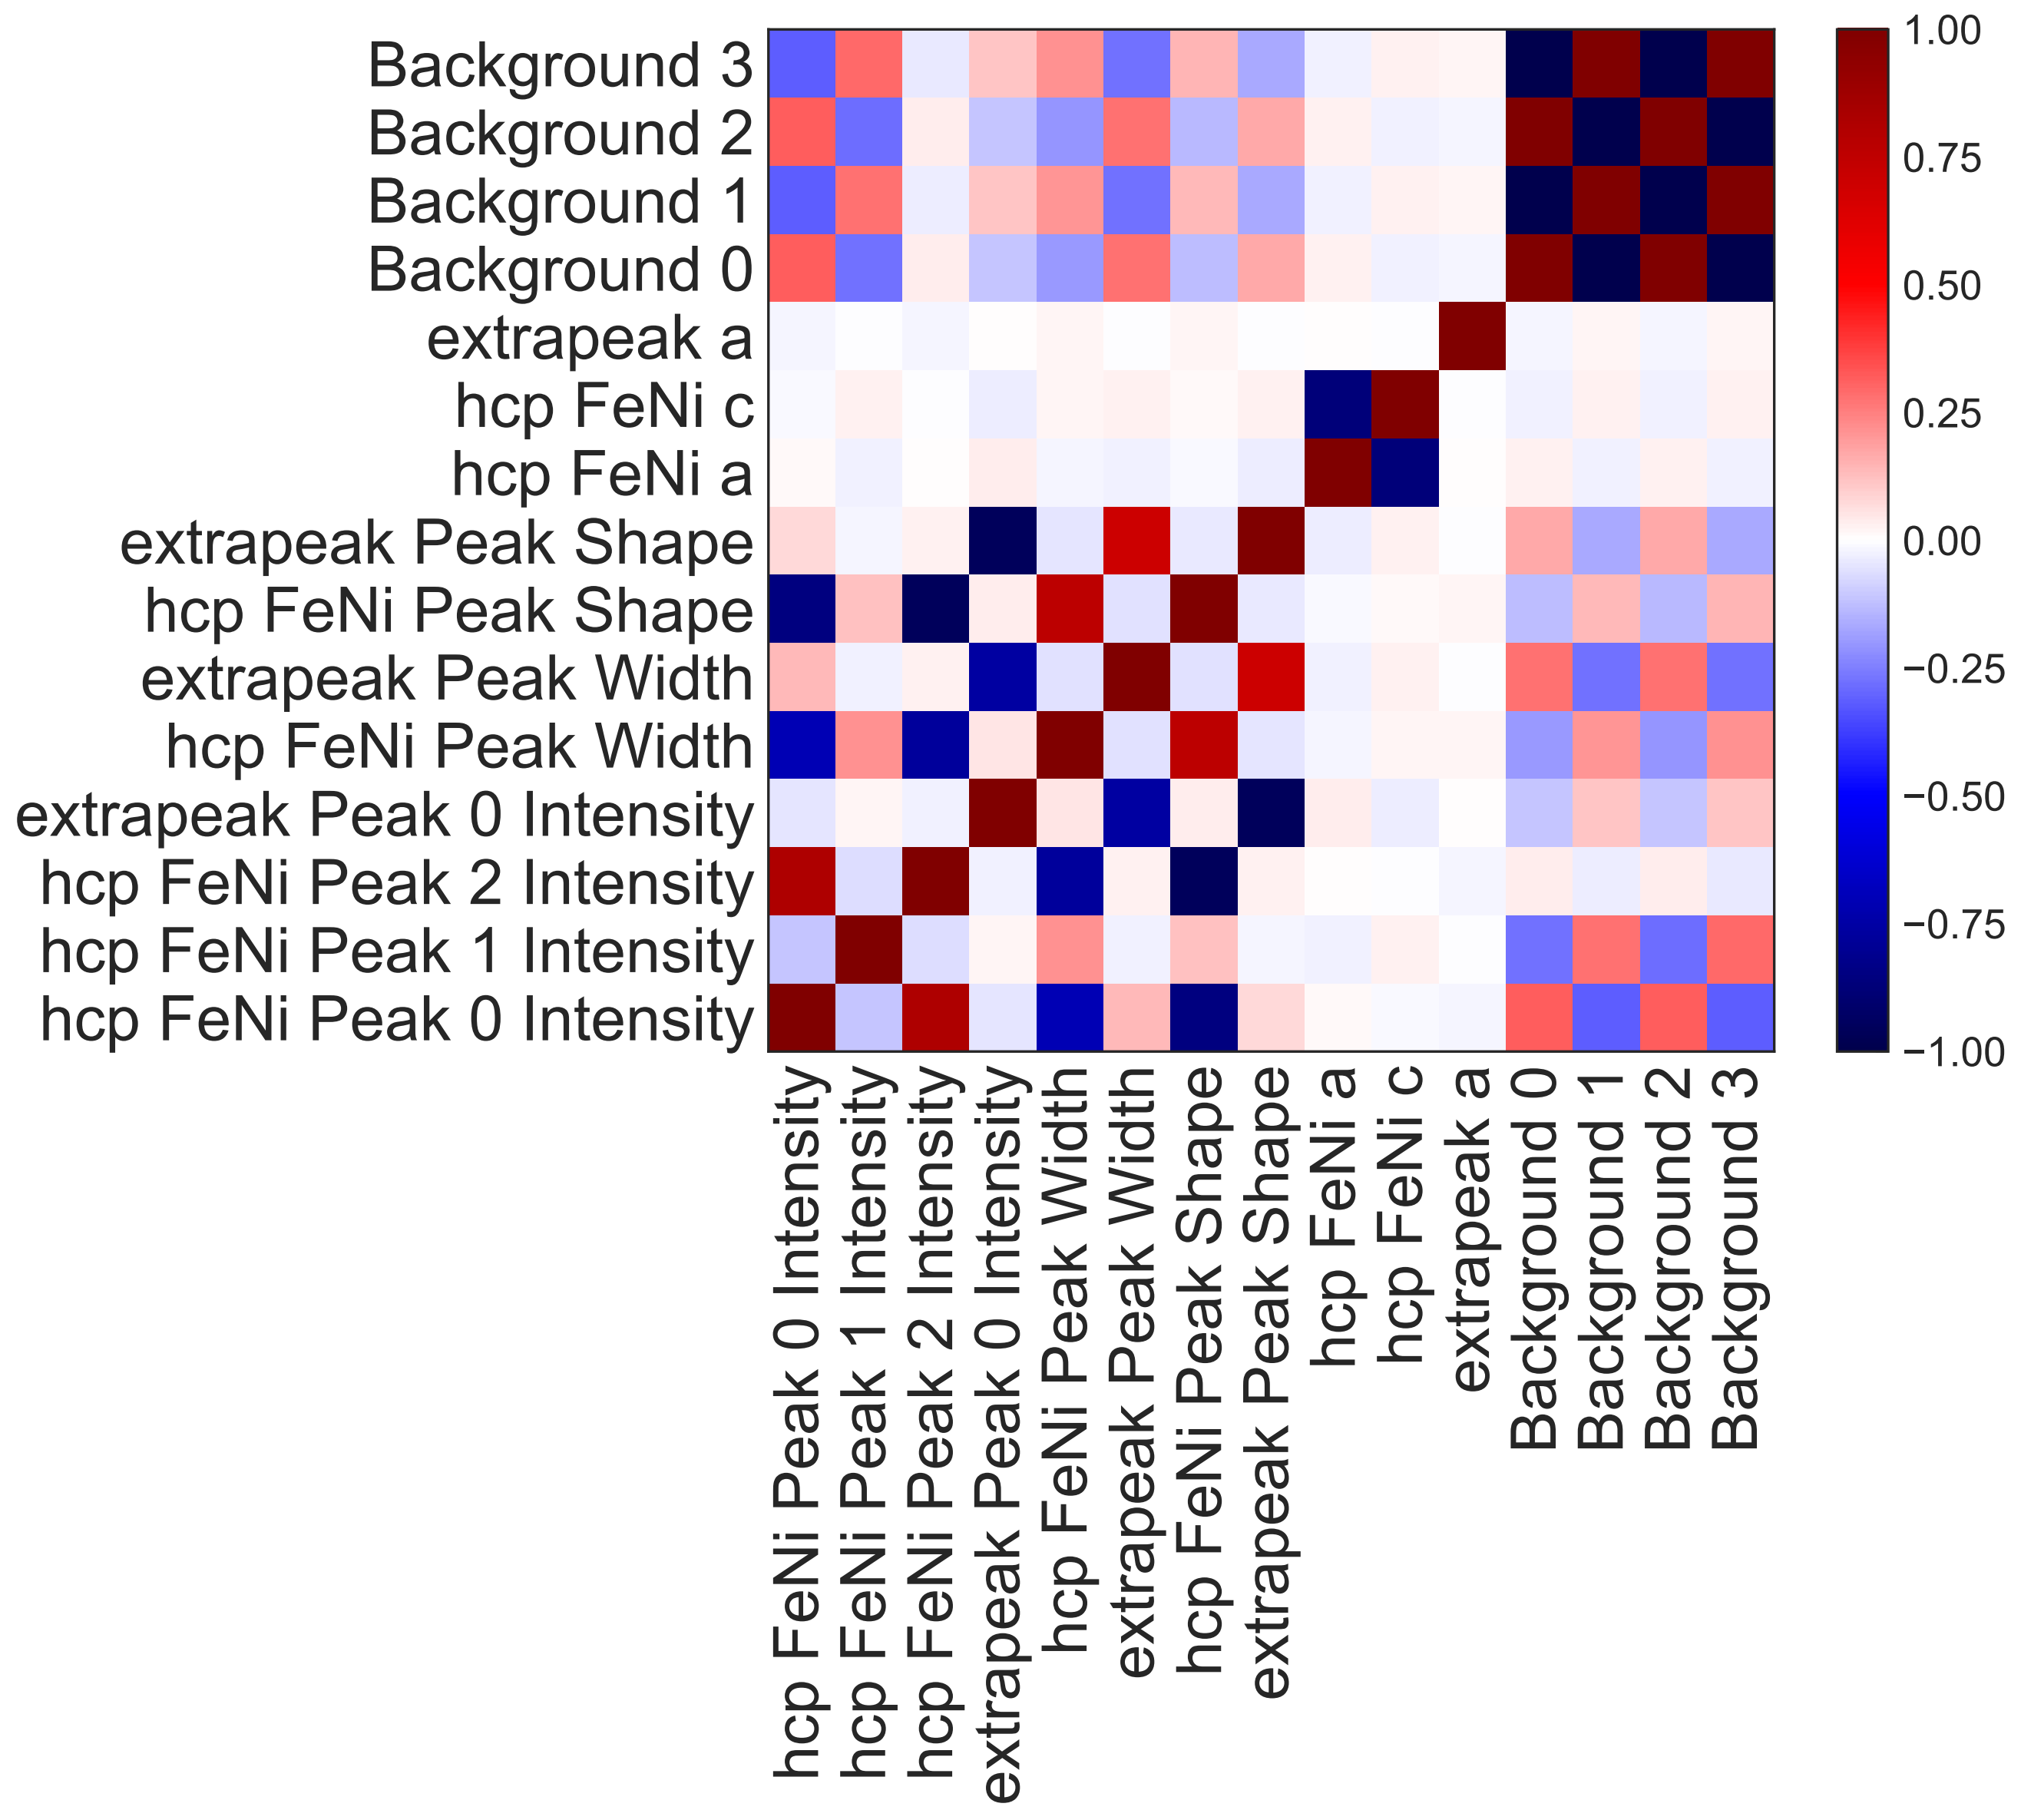 Background 3
Background 2
Background 1
Background 0
extrapeak a
hcp FeNi c
hcp FeNi a
extrapeak Peak Shape
hcp FeNi Peak Shape
extrapeak Peak Width
hcp FeNi Peak Width
extrapeak Peak 0 Intensity
hcp FeNi Peak 2 Intensity
hcp FeNi Peak 1 Intensity
hcp FeNi Peak 0 Intensity
hcp FeNi Peak 0 Intensity
hcp FeNi Peak 1 Intensity
hcp FeNi Peak 2 Intensity
extrapeak Peak 0 Intensity
hcp FeNi Peak Width
extrapeak Peak Width
hcp FeNi Peak Shape
extrapeak Peak Shape
hcp FeNi a
hcp FeNi c
extrapeak a
Background 0
Background 1
Background 2
Background 3
1.00
0.75
0.50
0.25
0.00
−0.25
−0.50
−0.75
−1.00